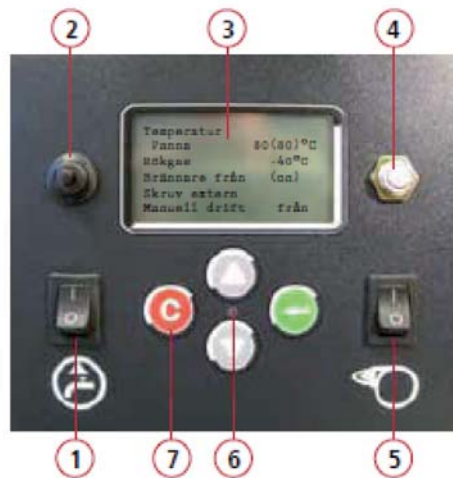 2
3
4
Temperatur
Panna 80(80)°C
Rökgas -40°C
Brännare från (aa)
Skruv extern
Manuell drift från
C
1
7
6
5